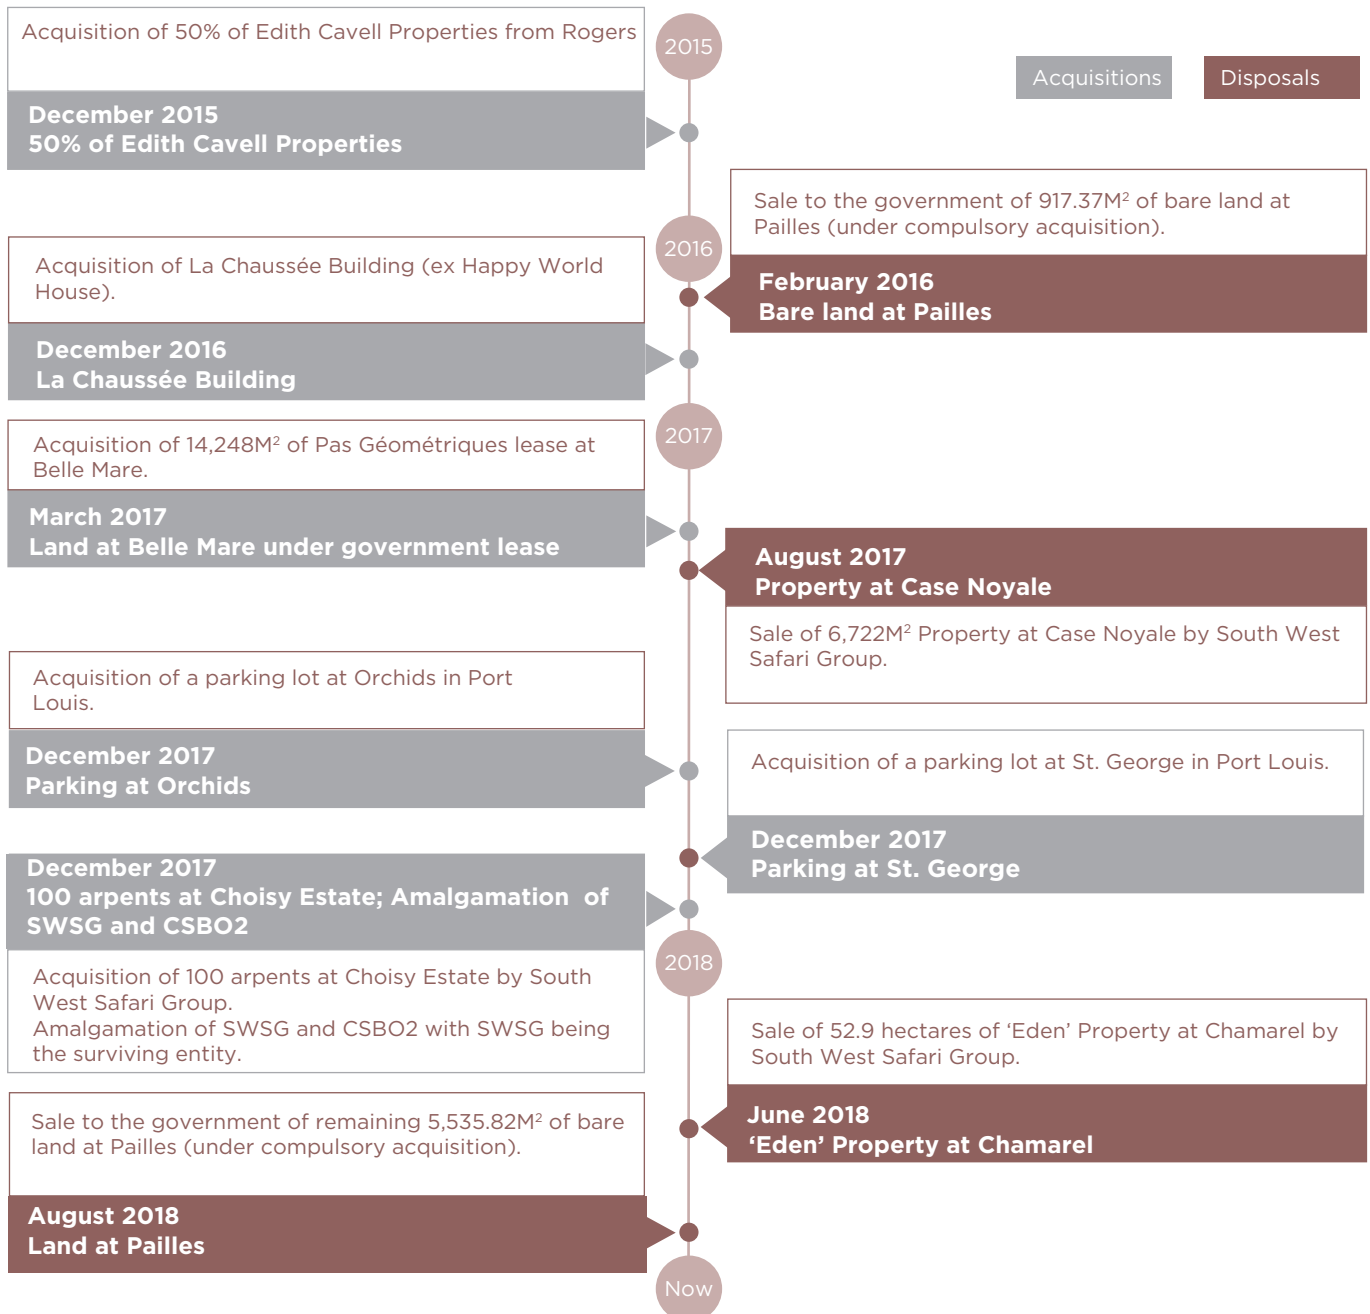 Acquisition of 50% of Edith Cavell Properties from Rogers
December 2015
50% of Edith Cavell Properties
2015
Acquisitions
Disposals
Sale to the government of 917.37M² of bare land at
Pailles (under compulsory acquisition).
February 2016
Bare land at Pailles
2016
Acquisition of La Chaussée Building (ex Happy World
House).
December 2016
La Chaussée Building
2017
Acquisition of 14,248M² of Pas Géométriques lease at
Belle Mare.
March 2017
Land at Belle Mare under government lease
August 2017
Property at Case Noyale
Sale of 6,722M² Property at Case Noyale by South West
Safari Group.
Acquisition of a parking lot at Orchids in Port
Louis.
December 2017
Parking at Orchids
Acquisition of a parking lot at St. George in Port Louis.
December 2017
Parking at St. George
December 2017
100 arpents at Choisy Estate; Amalgamation of
SWSG and CSBO2
Acquisition of 100 arpents at Choisy Estate by South
West Safari Group.
Amalgamation of SWSG and CSBO2 with SWSG being
the surviving entity.
2018
Sale of 52.9 hectares of ‘Eden’ Property at Chamarel by
South West Safari Group.
June 2018
‘Eden’ Property at Chamarel
Sale to the government of remaining 5,535.82M² of bare
land at Pailles (under compulsory acquisition).
August 2018
Land at Pailles
Now